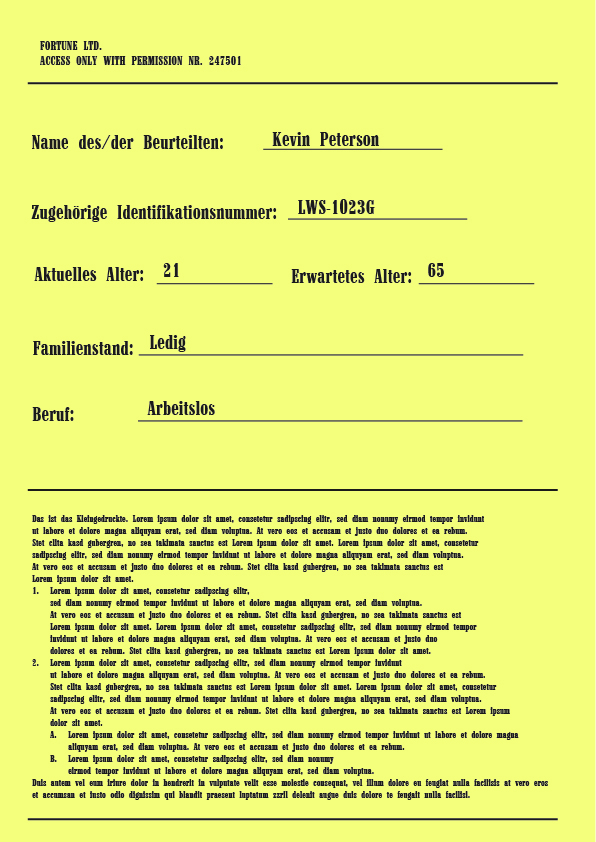 FORTUNE LTD.
ACCESS ONLY WITH PERMISSION NR. 247501
Name des/der Beurteilten: Kevin Peterson
Zugehörige Identifikationsnummer: LWS-1023G
Aktuelles Alter: 21 Erwartetes Alter: 65
Familienstand: Ledig
Beruf: Arbeitslos
Das ist das Kleingedruckte. Lorem ipsum dolor sit amet, consetetur sadipscing elitr, sed diam nonumy eirmod tempor invidunt
ut labore et dolore magna aliquyam erat, sed diam voluptua. At vero eos et accusam et justo duo dolores et ea rebum.
Stet clita kasd gubergren, no sea takimata sanctus est Lorem ipsum dolor sit amet. Lorem ipsum dolor sit amet, consetetur
sadipscing elitr, sed diam nonumy eirmod tempor invidunt ut labore et dolore magna aliquyam erat, sed diam voluptua.
At vero eos et accusam et justo duo dolores et ea rebum. Stet clita kasd gubergren, no sea takimata sanctus est
Lorem ipsum dolor sit amet.
1. Lorem ipsum dolor sit amet, consetetur sadipscing elitr,
sed diam nonumy eirmod tempor invidunt ut labore et dolore magna aliquyam erat, sed diam voluptua.
At vero eos et accusam et justo duo dolores et ea rebum. Stet clita kasd gubergren, no sea takimata sanctus est
Lorem ipsum dolor sit amet. Lorem ipsum dolor sit amet, consetetur sadipscing elitr, sed diam nonumy eirmod tempor
invidunt ut labore et dolore magna aliquyam erat, sed diam voluptua. At vero eos et accusam et justo duo
dolores et ea rebum. Stet clita kasd gubergren, no sea takimata sanctus est Lorem ipsum dolor sit amet.
2. Lorem ipsum dolor sit amet, consetetur sadipscing elitr, sed diam nonumy eirmod tempor invidunt
ut labore et dolore magna aliquyam erat, sed diam voluptua. At vero eos et accusam et justo duo dolores et ea rebum.
Stet clita kasd gubergren, no sea takimata sanctus est Lorem ipsum dolor sit amet. Lorem ipsum dolor sit amet, consetetur
sadipscing elitr, sed diam nonumy eirmod tempor invidunt ut labore et dolore magna aliquyam erat, sed diam voluptua.
At vero eos et accusam et justo duo dolores et ea rebum. Stet clita kasd gubergren, no sea takimata sanctus est Lorem ipsum
dolor sit amet.
A. Lorem ipsum dolor sit amet, consetetur sadipscing elitr, sed diam nonumy eirmod tempor invidunt ut labore et dolore magna
aliquyam erat, sed diam voluptua. At vero eos et accusam et justo duo dolores et ea rebum.
B. Lorem ipsum dolor sit amet, consetetur sadipscing elitr, sed diam nonumy
eirmod tempor invidunt ut labore et dolore magna aliquyam erat, sed diam voluptua.
Duis autem vel eum iriure dolor in hendrerit in vulputate velit esse molestie consequat, vel illum dolore eu feugiat nulla facilisis at vero eros
et accumsan et iusto odio dignissim qui blandit praesent luptatum zzril delenit augue duis dolore te feugait nulla facilisi.